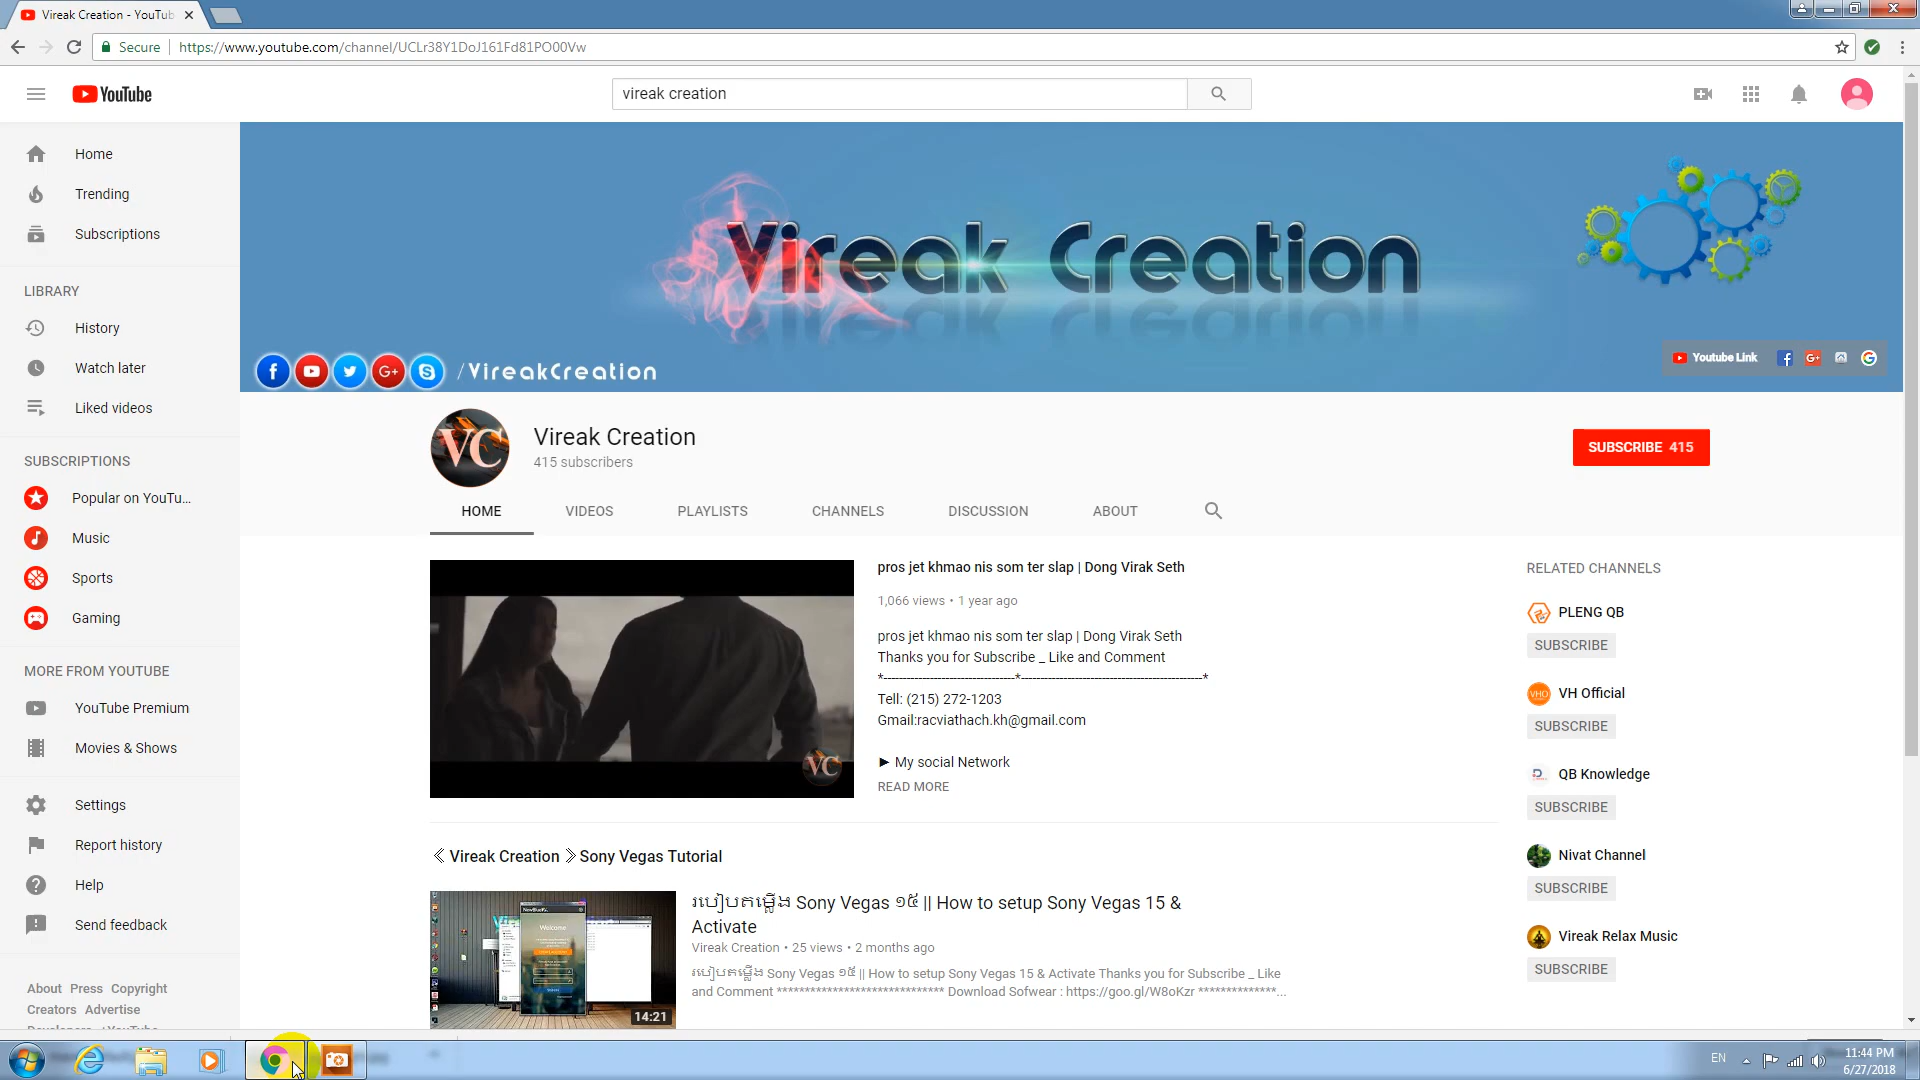 Vireak Creation - YouTub
Secure
https://www.youtube.com/channel/UCLr38Y1DoJ161Fd81PO00Vw
YouTube
vireak creation
Home
Trending
Subscriptions
LIBRARY
History
Watch later
Liked videos
SUBSCRIPTIONS
Popular on YouTu...
Music
Sports
Gaming
MORE FROM YOUTUBE
YouTube Premium
Movies & Shows
Settings
Report history
Help
Send feedback
About Press Copyright
Creators Advertise
Vireak Creation
/VireakCreation
Youtube Link
VC
Vireak Creation
415 subscribers
SUBSCRIBE 415
HOME
VIDEOS
PLAYLISTS
CHANNELS
DISCUSSION
ABOUT
VC
pros jet khmao nis som ter slap | Dong Virak Seth
1,066 views • 1 year ago
pros jet khmao nis som ter slap | Dong Virak Seth
Thanks you for Subscribe _ Like and Comment
*---------------------------------*----------------------------------------------*
Tell: (215) 272-1203
Gmail:racviathach.kh@gmail.com
► My social Network
READ MORE
≪ Vireak Creation ≫ Sony Vegas Tutorial
Welcome
14:21
របៀបតម្លើង Sony Vegas ១៥ || How to setup Sony Vegas 15 &
Activate
Vireak Creation • 25 views • 2 months ago
របៀបតម្លើង Sony Vegas ១៥ || How to setup Sony Vegas 15 & Activate Thanks you for Subscribe _ Like
and Comment ***************************** Download Sofwear : https://goo.gl/W8oKzr **************...
RELATED CHANNELS
PLENG QB
SUBSCRIBE
VHO
VH Official
SUBSCRIBE
QB Knowledge
SUBSCRIBE
Nivat Channel
SUBSCRIBE
Vireak Relax Music
SUBSCRIBE
EN
11:44 PM
6/27/2018